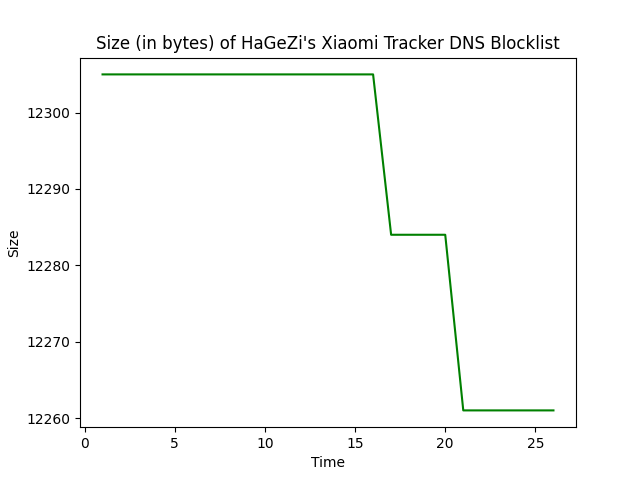 Size (in bytes) of HaGeZi's Xiaomi Tracker DNS Blocklist
12300
12290
12280
12270
12260
Size
0 5 10 15 20 25
Time